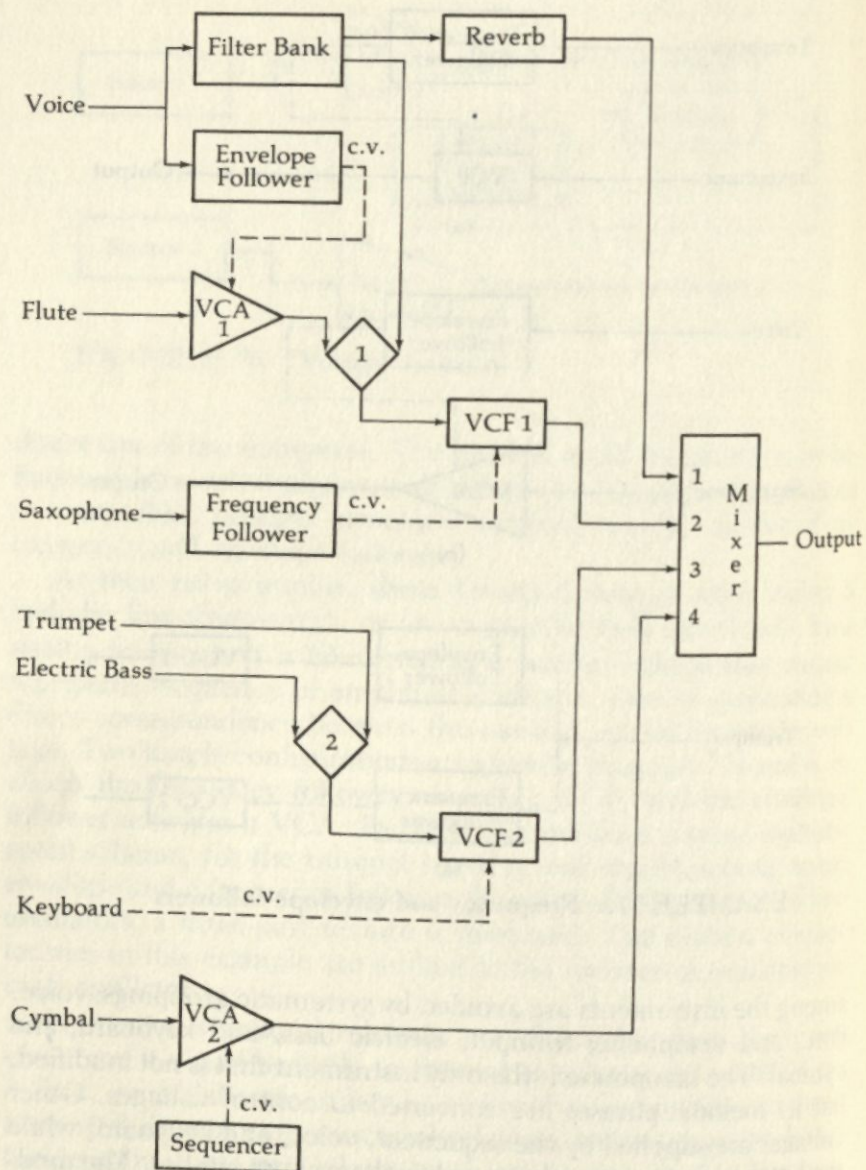 Filter Bank
Reverb
Voice
Envelope
Follower
c.v.
Flute
VCA
1
1
VCF 1
Saxophone
Frequency
Follower
c.v.
1
2
3
4
Mixer
Output
Trumpet
Electric Bass
2
VCF 2
Keyboard
c.v.
Cymbal
VCA
2
c.v.
Sequencer